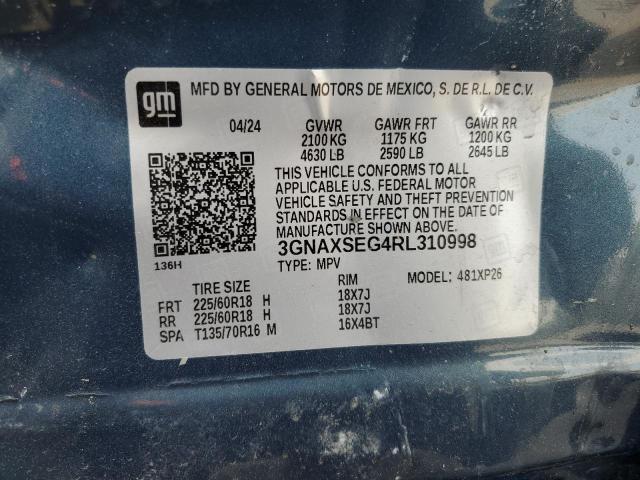 gm
MFD BY GENERAL MOTORS DE MEXICO, S. DE R.L. DE C.V.
04/24 GVWR GAWR FRT GAWR RR
2100 KG 1175 KG 1200 KG
4630 LB 2590 LB 2645 LB
THIS VEHICLE CONFORMS TO ALL
APPLICABLE U.S. FEDERAL MOTOR
VEHICLE SAFETY AND THEFT PREVENTION
STANDARDS IN EFFECT ON THE DATE OF
MANUFACTURE SHOWN ABOVE.
136H 3GNAXSEG4RL310998
TYPE: MPV MODEL: 481XP26
TIRE SIZE RIM
FRT 225/60R18 H 18X7J
RR 225/60R18 H 18X7J
SPA T135/70R16 M 16X4BT